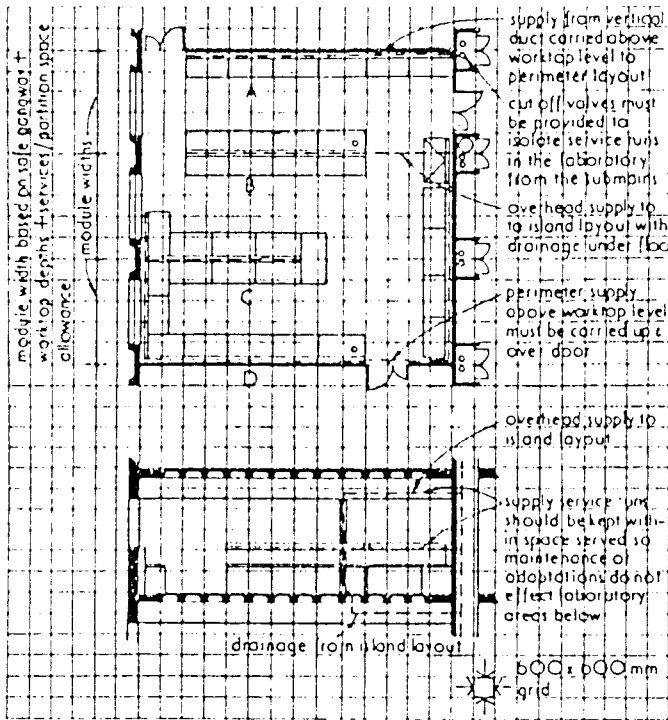 supply from vertical
duct carried above
worktop level to
perimeter layout
cut off valves must
be provided to
isolate service runs
in the laboratory
from the submains
overhead supply to
to island layout with
drainage under floo
perimeter supply
above worktop level
must be carried up &
over door
module width based on safe gangway +
worktop depths + services/partition space
allowance
module widths
A
B
C
D
overhead supply to
island layout
supply service runs
should be kept with-
in space served so
maintenance or
adaptations do not
effect laboratory
areas below
drainage from island layout
600 x 600 mm
grid